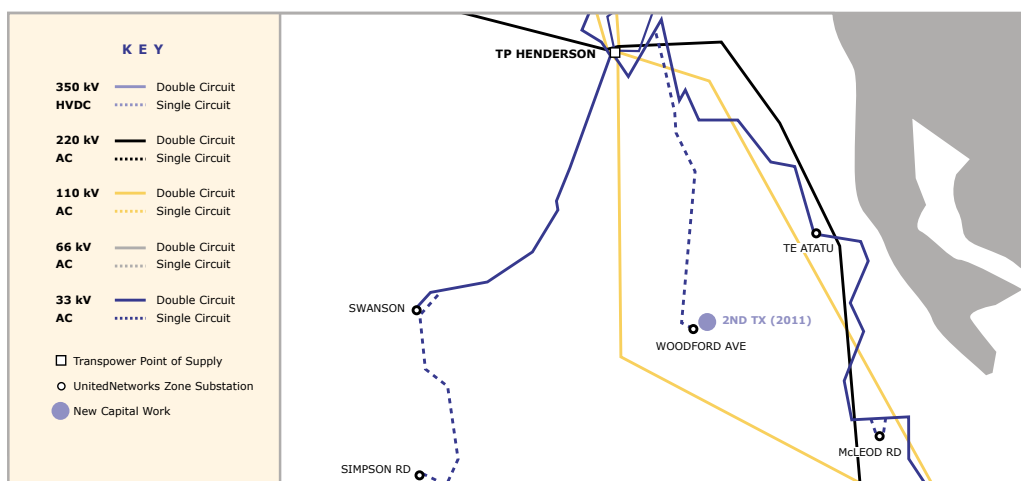 KEY
350 kV Double Circuit
HVDC Single Circuit
220 kV Double Circuit
AC Single Circuit
110 kV Double Circuit
AC Single Circuit
66 kV Double Circuit
AC Single Circuit
33 kV Double Circuit
AC Single Circuit
Transpower Point of Supply
UnitedNetworks Zone Substation
New Capital Work
TP HENDERSON
TE ATATU
SWANSON
2ND TX (2011)
WOODFORD AVE
McLEOD RD
SIMPSON RD